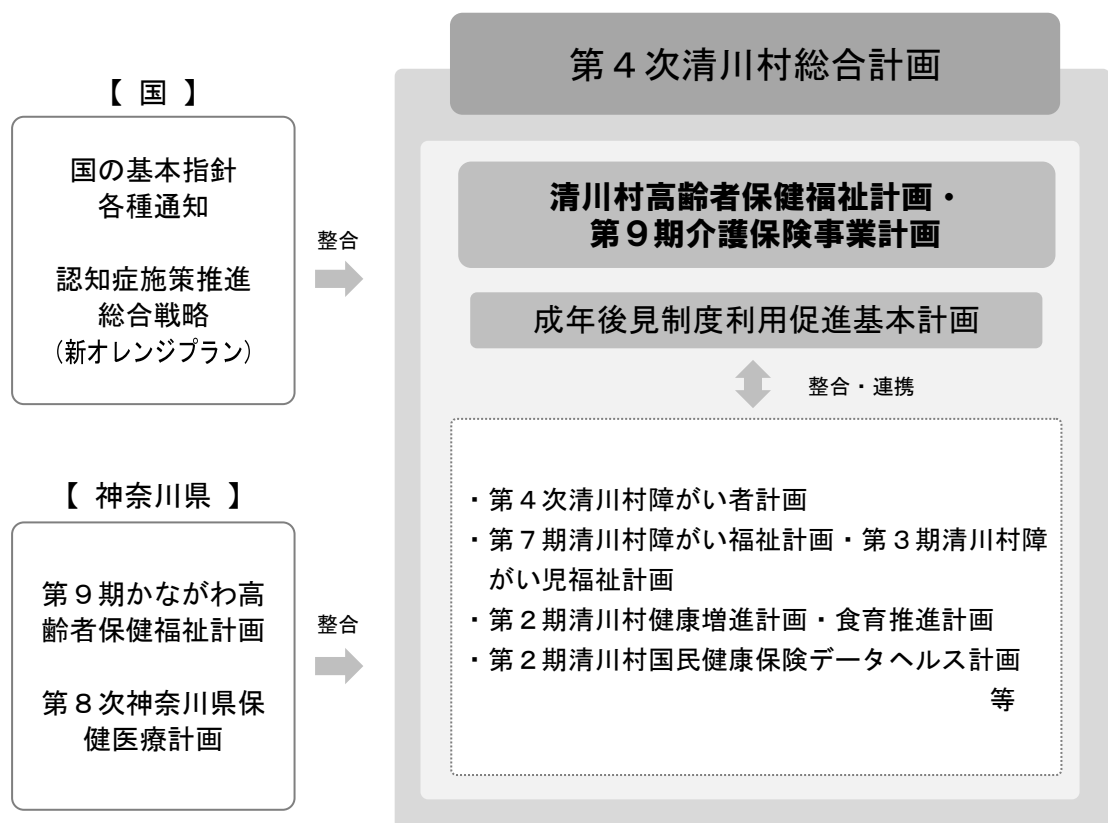 【 国 】
国の基本指針
各種通知
認知症施策推進
総合戦略
（新オレンジプラン）
整合
【 神奈川県 】
第９期かながわ高
齢者保健福祉計画
第８次神奈川県保
健医療計画
整合
第４次清川村総合計画
清川村高齢者保健福祉計画・
第９期介護保険事業計画
成年後見制度利用促進基本計画
整合・連携
・第４次清川村障がい者計画
・第７期清川村障がい福祉計画・第３期清川村障
がい児福祉計画
・第２期清川村健康増進計画・食育推進計画
・第２期清川村国民健康保険データヘルス計画
等